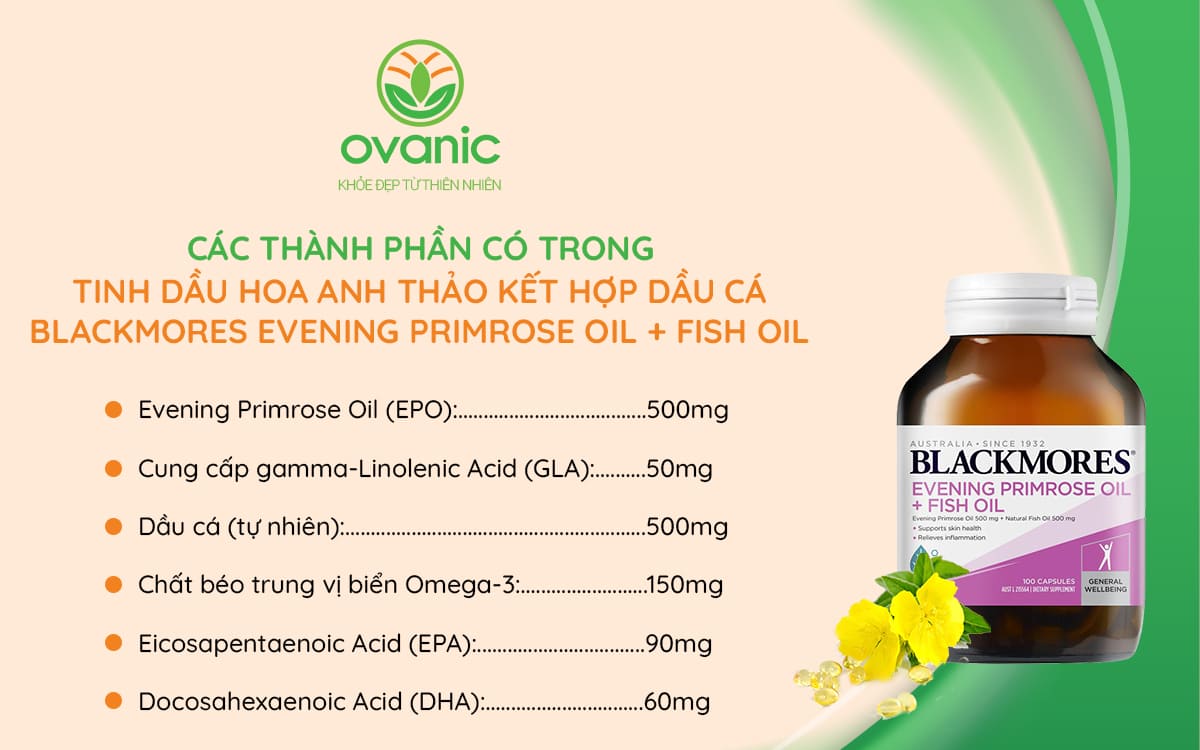 ovanic
KHỎE ĐẸP TỪ THIÊN NHIÊN
CÁC THÀNH PHẦN CÓ TRONG
TINH DẦU HOA ANH THẢO KẾT HỢP DẦU CÁ
BLACKMORES EVENING PRIMROSE OIL + FISH OIL
Evening Primrose Oil (EPO):.....................................500mg
Cung cấp gamma-Linolenic Acid (GLA):..........50mg
Dầu cá (tự nhiên):..............................................................500mg
Chất béo trung vị biển Omega-3:.........................150mg
Eicosapentaenoic Acid (EPA):.................................90mg
Docosahexaenoic Acid (DHA):...............................60mg
AUSTRALIA • SINCE 1932
BLACKMORES®
EVENING PRIMROSE OIL
+ FISH OIL
Evening Primrose Oil 500 mg + Natural Fish Oil 500 mg
• Supports skin health
• Relieves inflammation
100 CAPSULES
AUST L 215564 | DIETARY SUPPLEMENT
GENERAL
WELLBEING